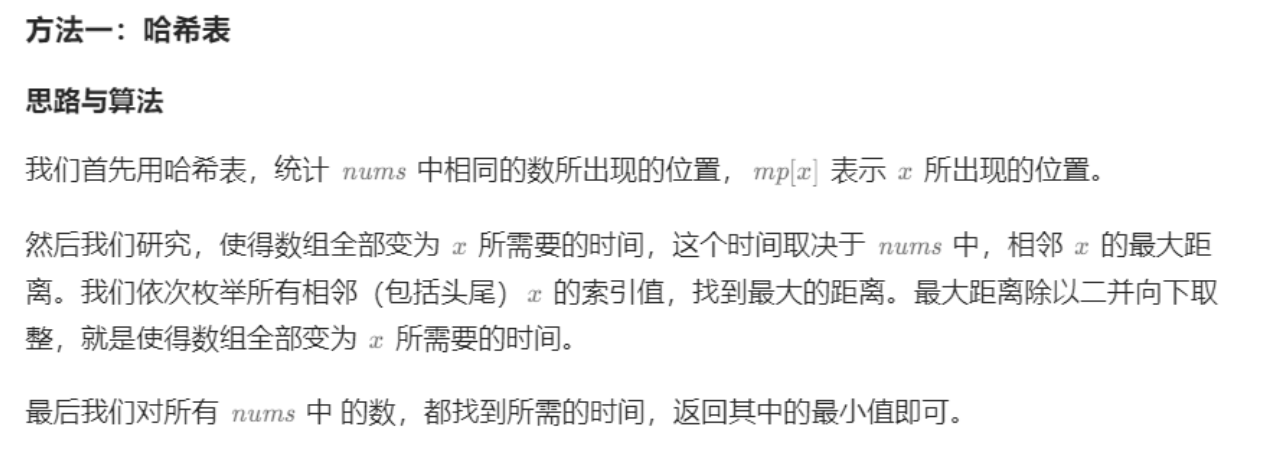 方法一：哈希表
思路与算法
我们首先用哈希表，统计 nums 中相同的数所出现的位置，mp[x] 表示 x 所出现的位置。
然后我们研究，使得数组全部变为 x 所需要的时间，这个时间取决于 nums 中，相邻 x 的最大距
离。我们依次枚举所有相邻（包括头尾）x 的索引值，找到最大的距离。最大距离除以二并向下取
整，就是使得数组全部变为 x 所需要的时间。
最后我们对所有 nums 中 的数，都找到所需的时间，返回其中的最小值即可。